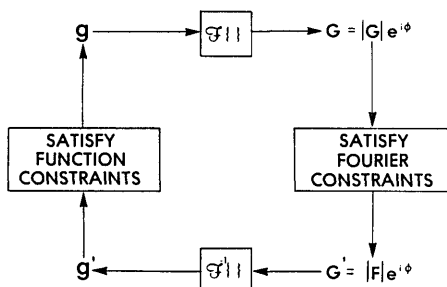 g ℱ{ } G = |G| e^{iϕ}
SATISFY
FUNCTION
CONSTRAINTS
SATISFY
FOURIER
CONSTRAINTS
g' ℱ⁻¹{ } G' = |F| e^{iϕ}